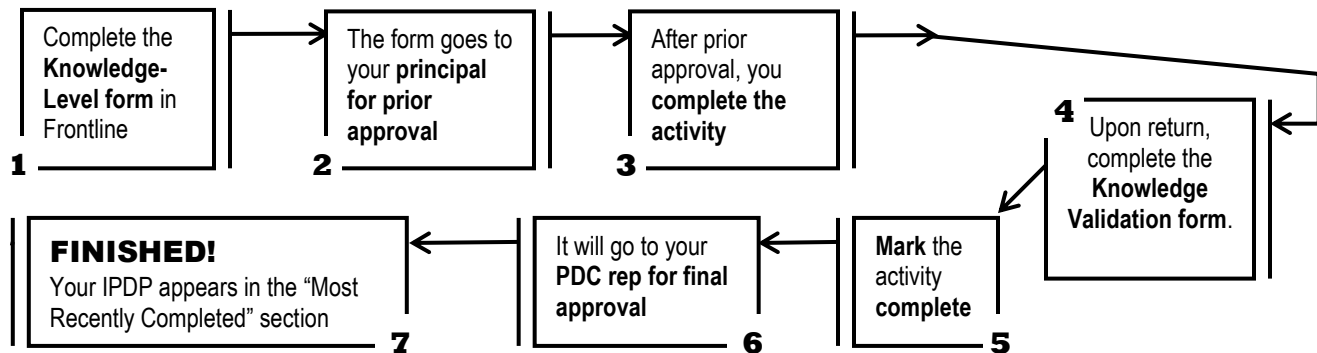 Complete the
Knowledge-
Level form in
Frontline
1
The form goes to
your principal
for prior
approval
2
After prior
approval, you
complete the
activity
3
4
Upon return,
complete the
Knowledge
Validation form.
Mark the
activity
complete
5
It will go to your
PDC rep for final
approval
6
FINISHED!
Your IPDP appears in the “Most
Recently Completed” section
7